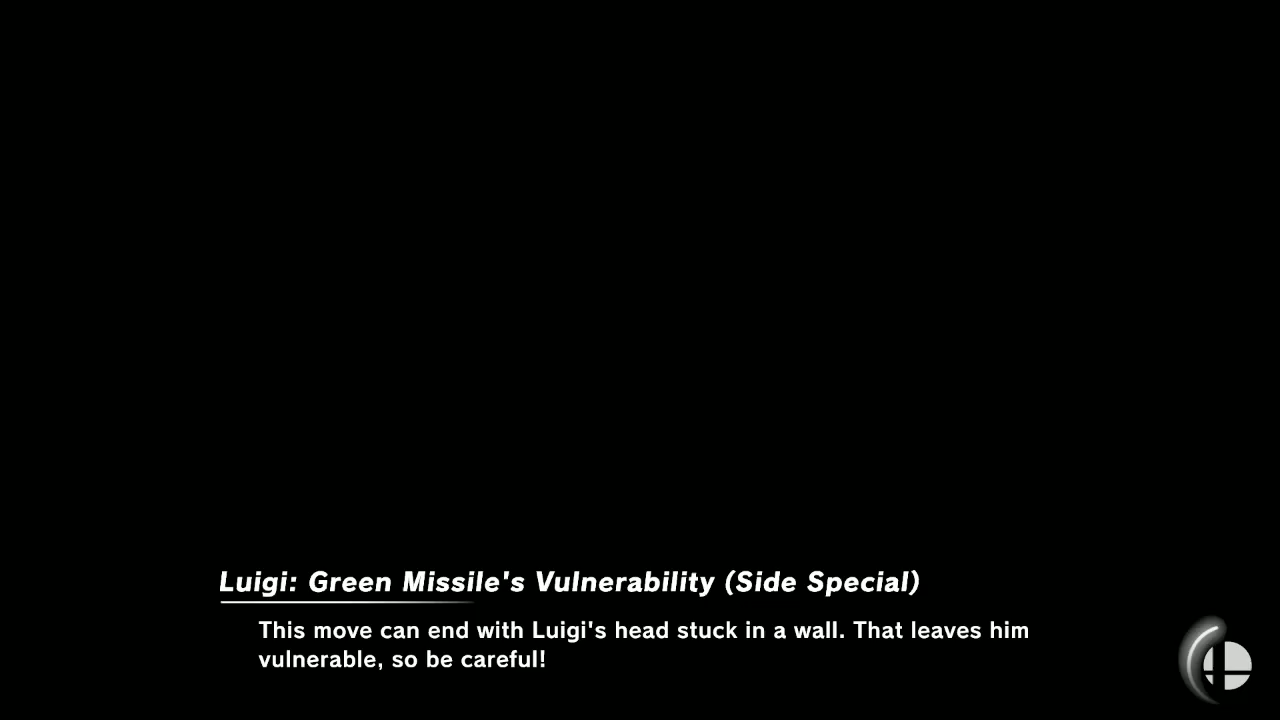 Luigi: Green Missile's Vulnerability (Side Special)
This move can end with Luigi's head stuck in a wall. That leaves him
vulnerable, so be careful!